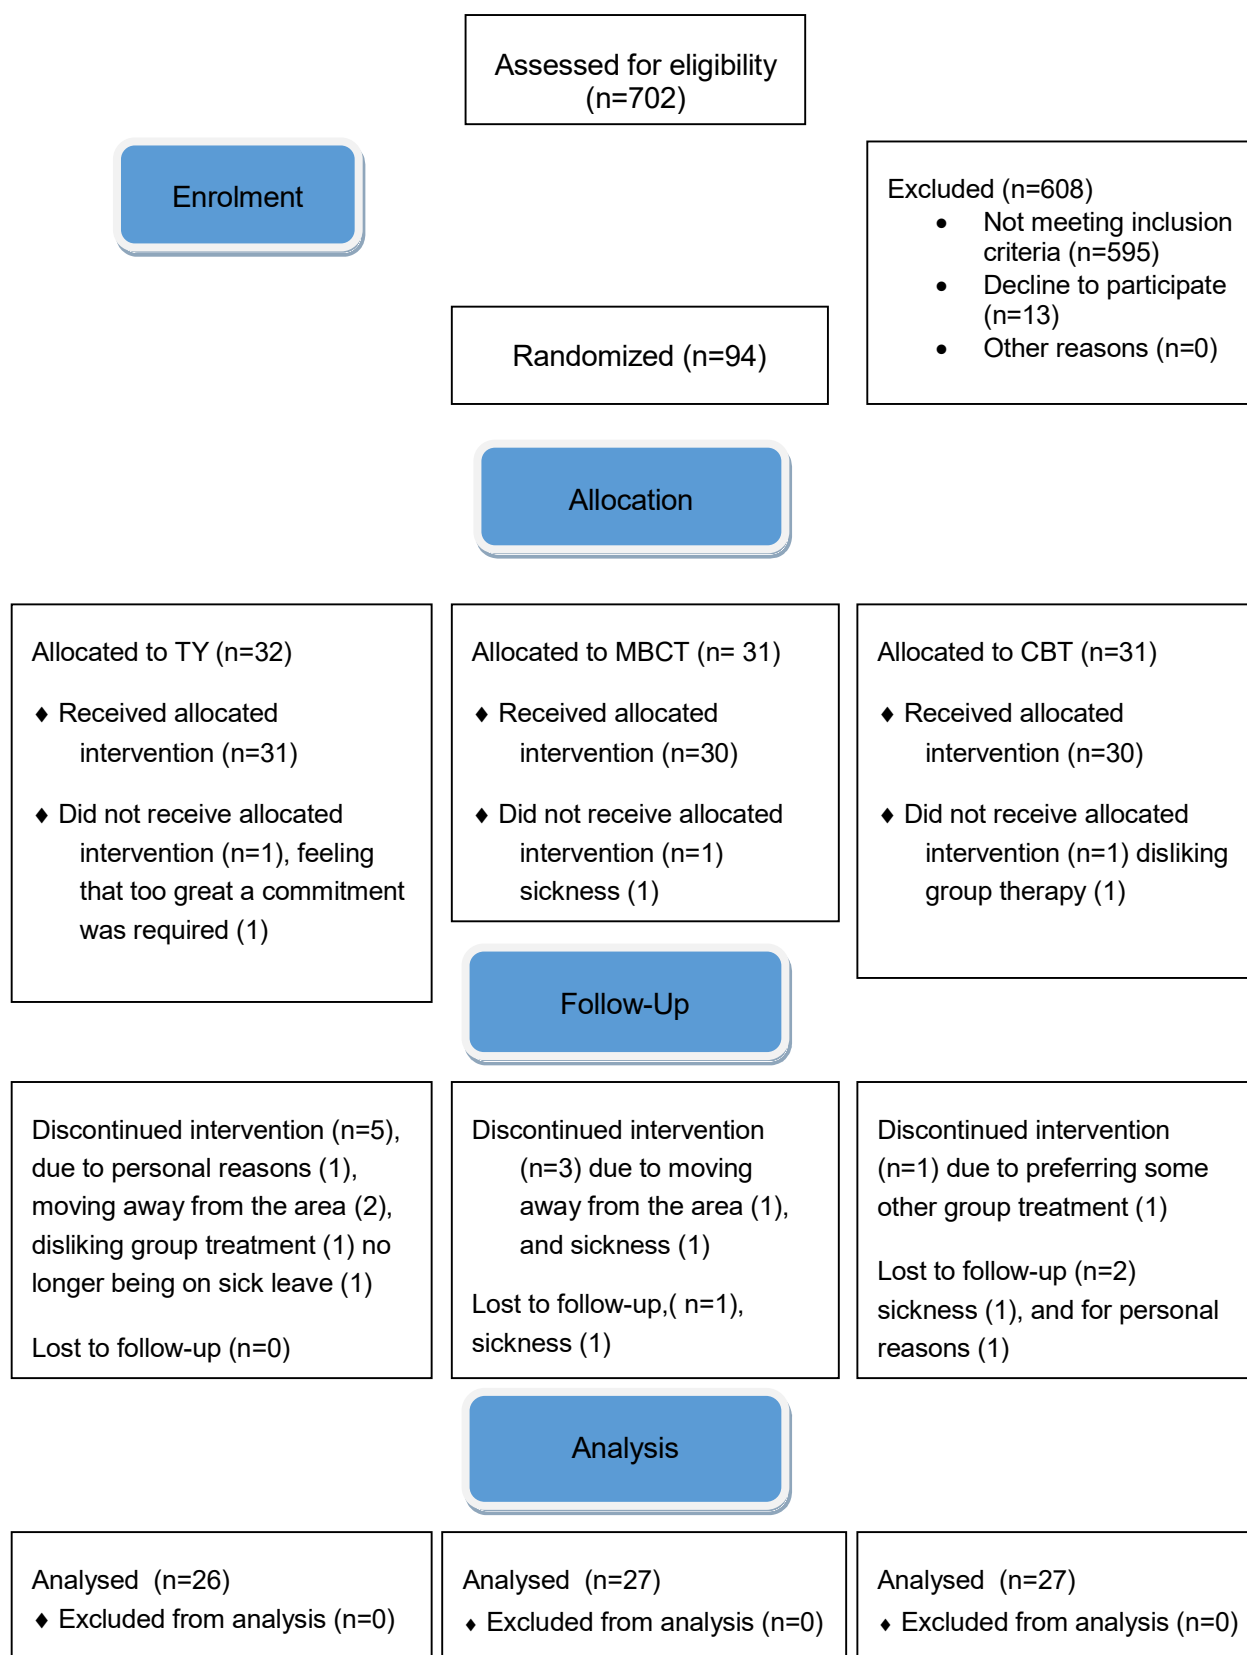 Assessed for eligibility
(n=702)
Enrolment
Excluded (n=608)
• Not meeting inclusion
criteria (n=595)
• Decline to participate
(n=13)
• Other reasons (n=0)
Randomized (n=94)
Allocation
Allocated to TY (n=32)
♦ Received allocated
intervention (n=31)
♦ Did not receive allocated
intervention (n=1), feeling
that too great a commitment
was required (1)
Allocated to MBCT (n= 31)
♦ Received allocated
intervention (n=30)
♦ Did not receive allocated
intervention (n=1)
sickness (1)
Allocated to CBT (n=31)
♦ Received allocated
intervention (n=30)
♦ Did not receive allocated
intervention (n=1) disliking
group therapy (1)
Follow-Up
Discontinued intervention (n=5),
due to personal reasons (1),
moving away from the area (2),
disliking group treatment (1) no
longer being on sick leave (1)
Lost to follow-up (n=0)
Discontinued intervention
(n=3) due to moving
away from the area (1),
and sickness (1)
Lost to follow-up,( n=1),
sickness (1)
Discontinued intervention
(n=1) due to preferring some
other group treatment (1)
Lost to follow-up (n=2)
sickness (1), and for personal
reasons (1)
Analysis
Analysed (n=26)
♦ Excluded from analysis (n=0)
Analysed (n=27)
♦ Excluded from analysis (n=0)
Analysed (n=27)
♦ Excluded from analysis (n=0)